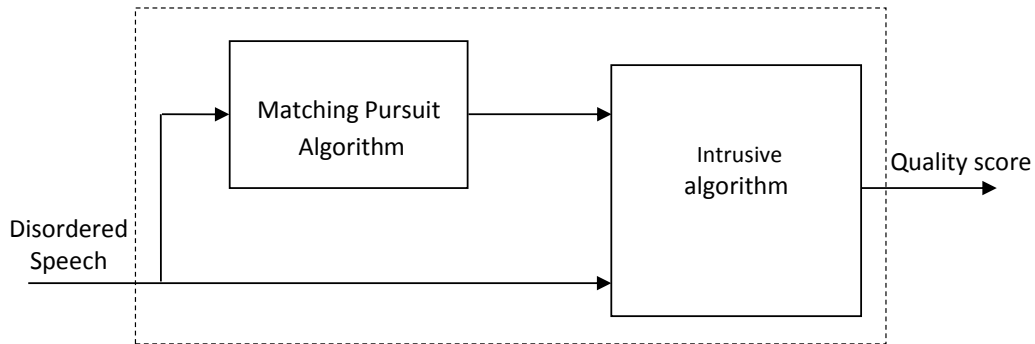 Matching Pursuit
Algorithm
Intrusive
algorithm
Quality score
Disordered
Speech